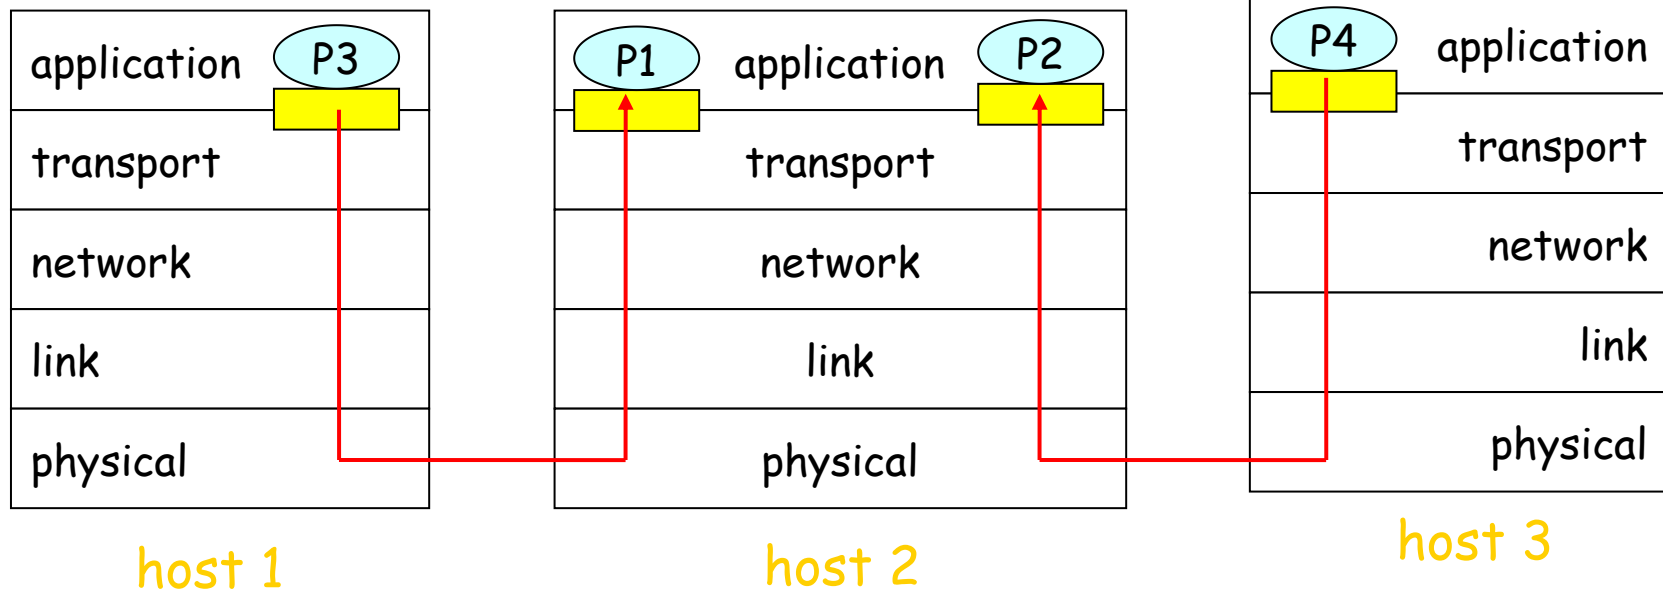 application P3
transport
network
link
physical
host 1
P1 application P2
transport
network
link
physical
host 2
P4 application
transport
network
link
physical
host 3